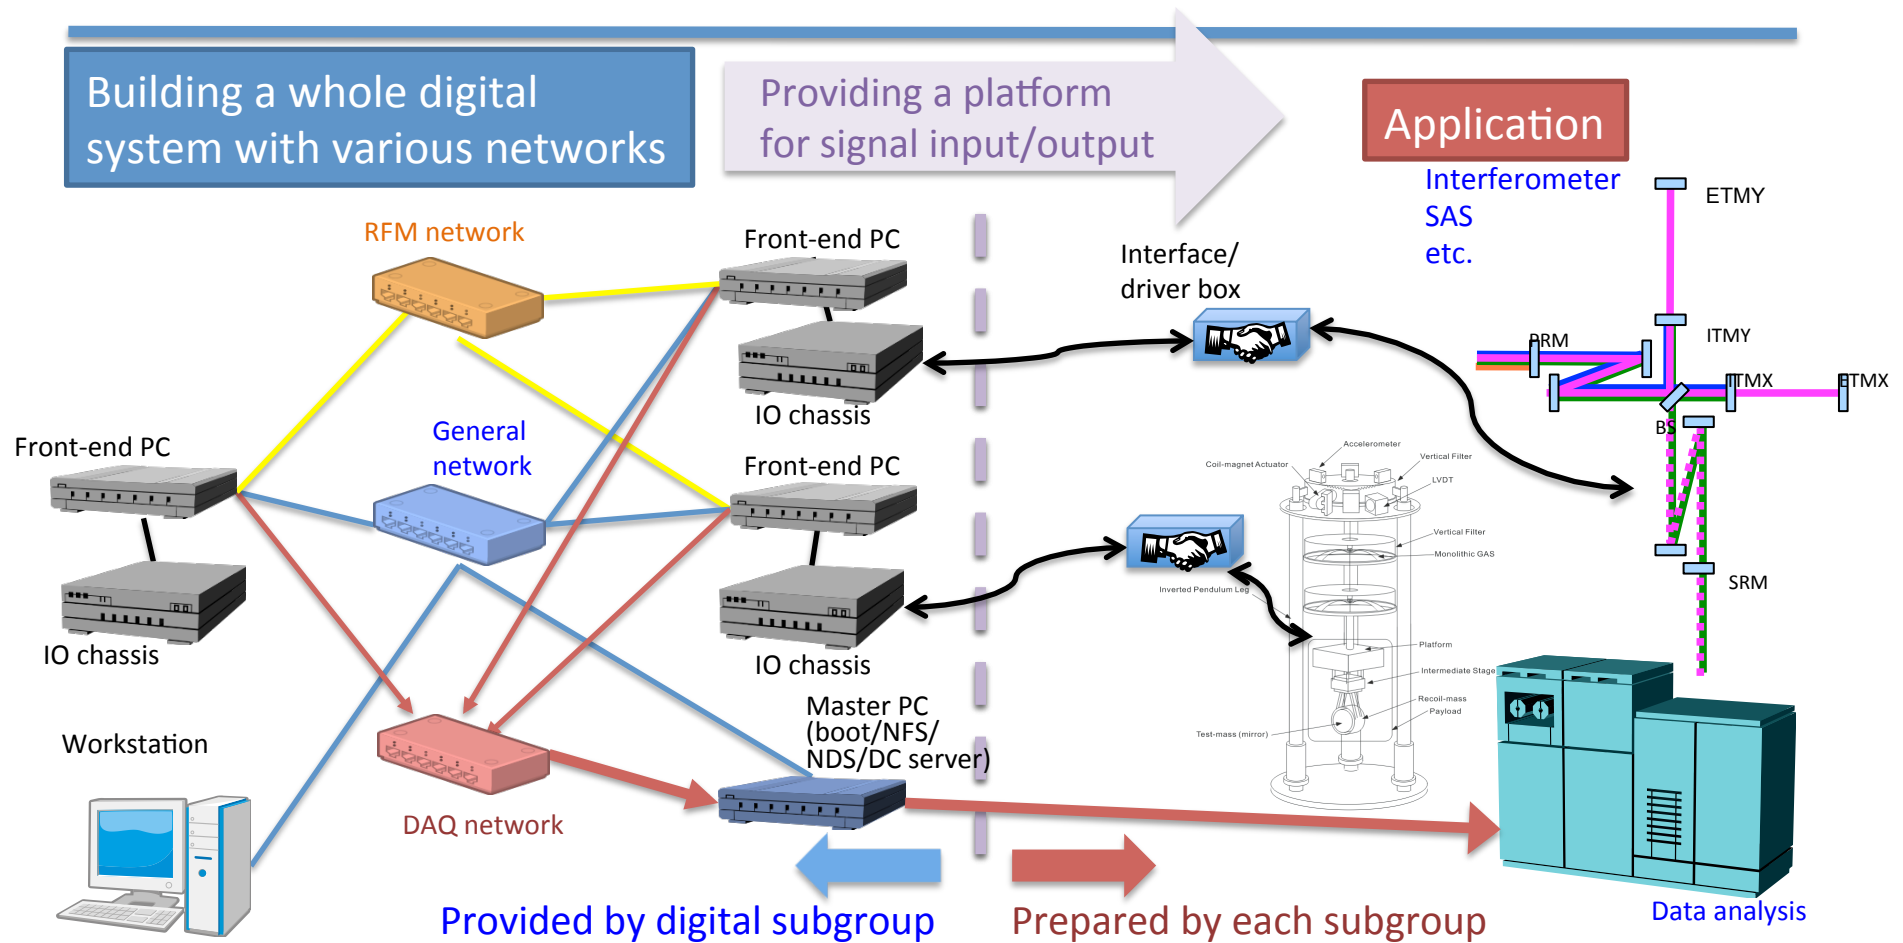 Building a whole digital
system with various networks
Providing a platform
for signal input/output
Application
Interferometer
SAS
etc.
ETMY
ITMY
PRM
ITMX
ETMX
BS
SRM
RFM network
Front-end PC
IO chassis
Interface/
driver box
General
network
Front-end PC
IO chassis
Front-end PC
IO chassis
Accelerometer
Coil-magnet Actuator
Vertical Filter
LVDT
Vertical Filter
Monolithic GAS
Inverted Pendulum Leg
Platform
Intermediate Stage
Recoil-mass
Payload
Test-mass (mirror)
Master PC
(boot/NFS/
NDS/DC server)
Workstation
DAQ network
Provided by digital subgroup
Prepared by each subgroup
Data analysis